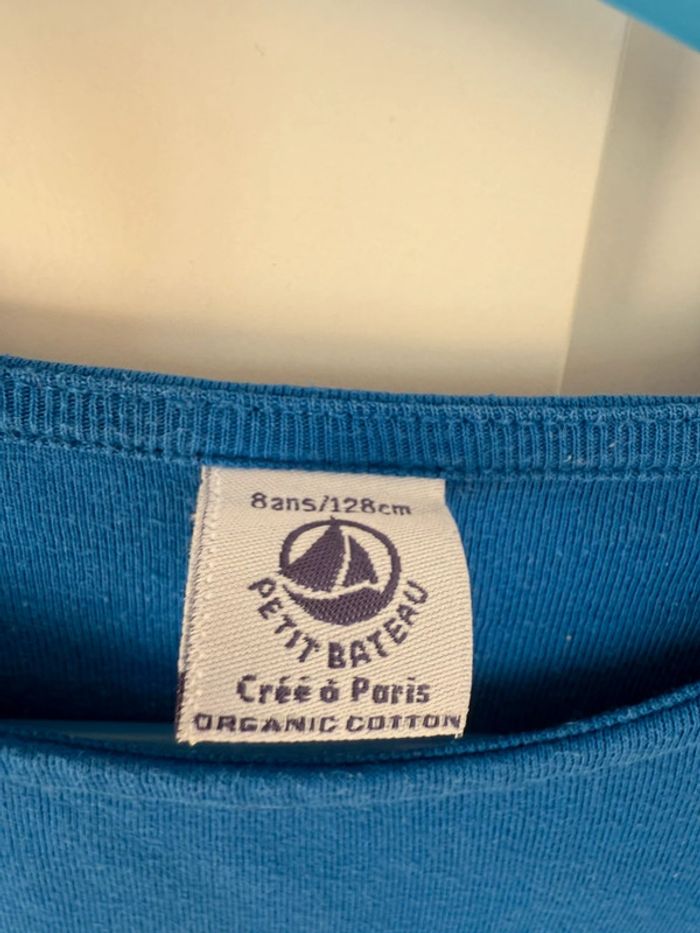 8ans/128cm
PETIT BATEAU
Créé à Paris
ORGANIC COTTON